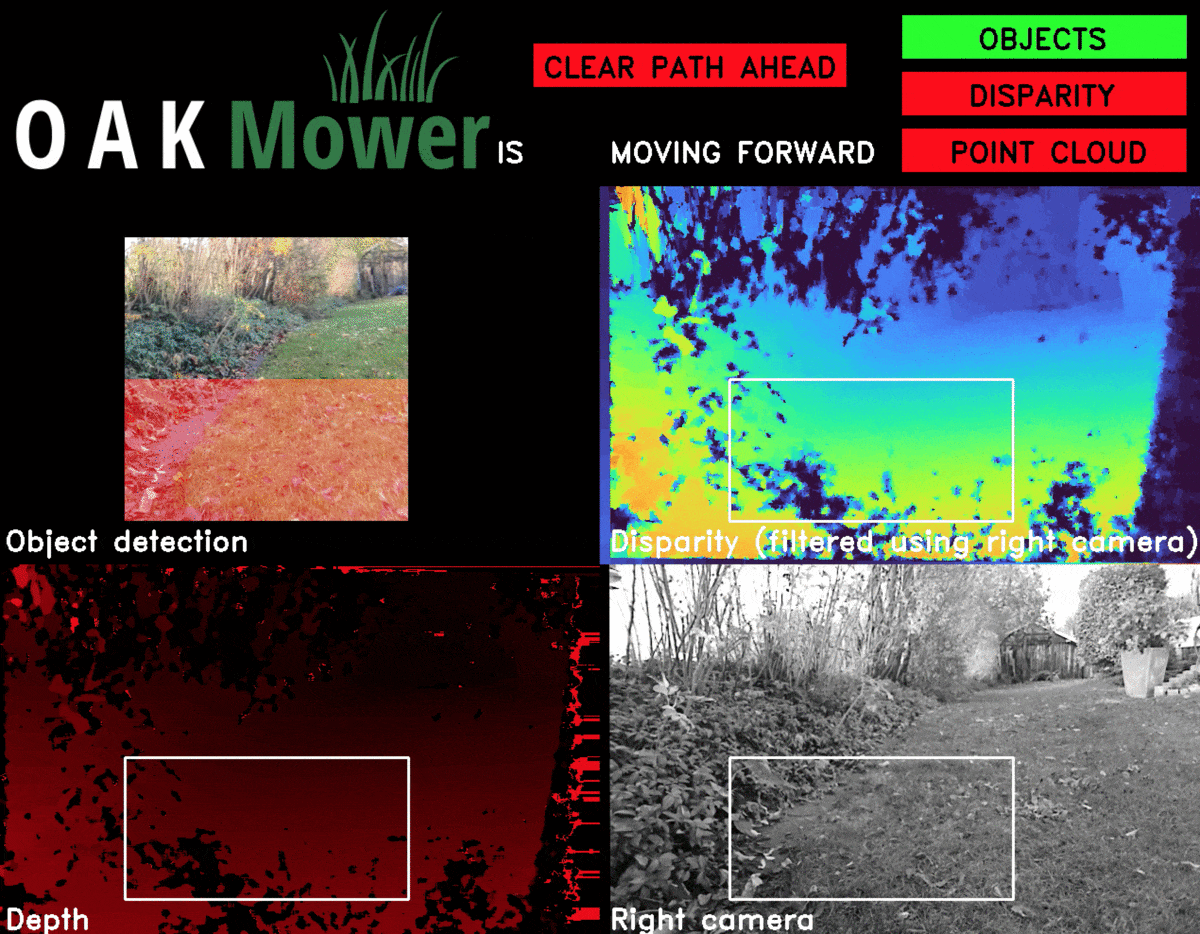 OAK Mower IS
CLEAR PATH AHEAD
MOVING FORWARD
OBJECTS
DISPARITY
POINT CLOUD
Object detection
Disparity (filtered using right camera)
Depth
Right camera